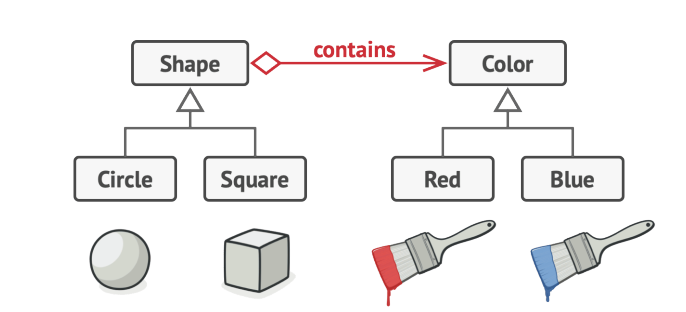 contains
Shape
Color
Circle
Square
Red
Blue